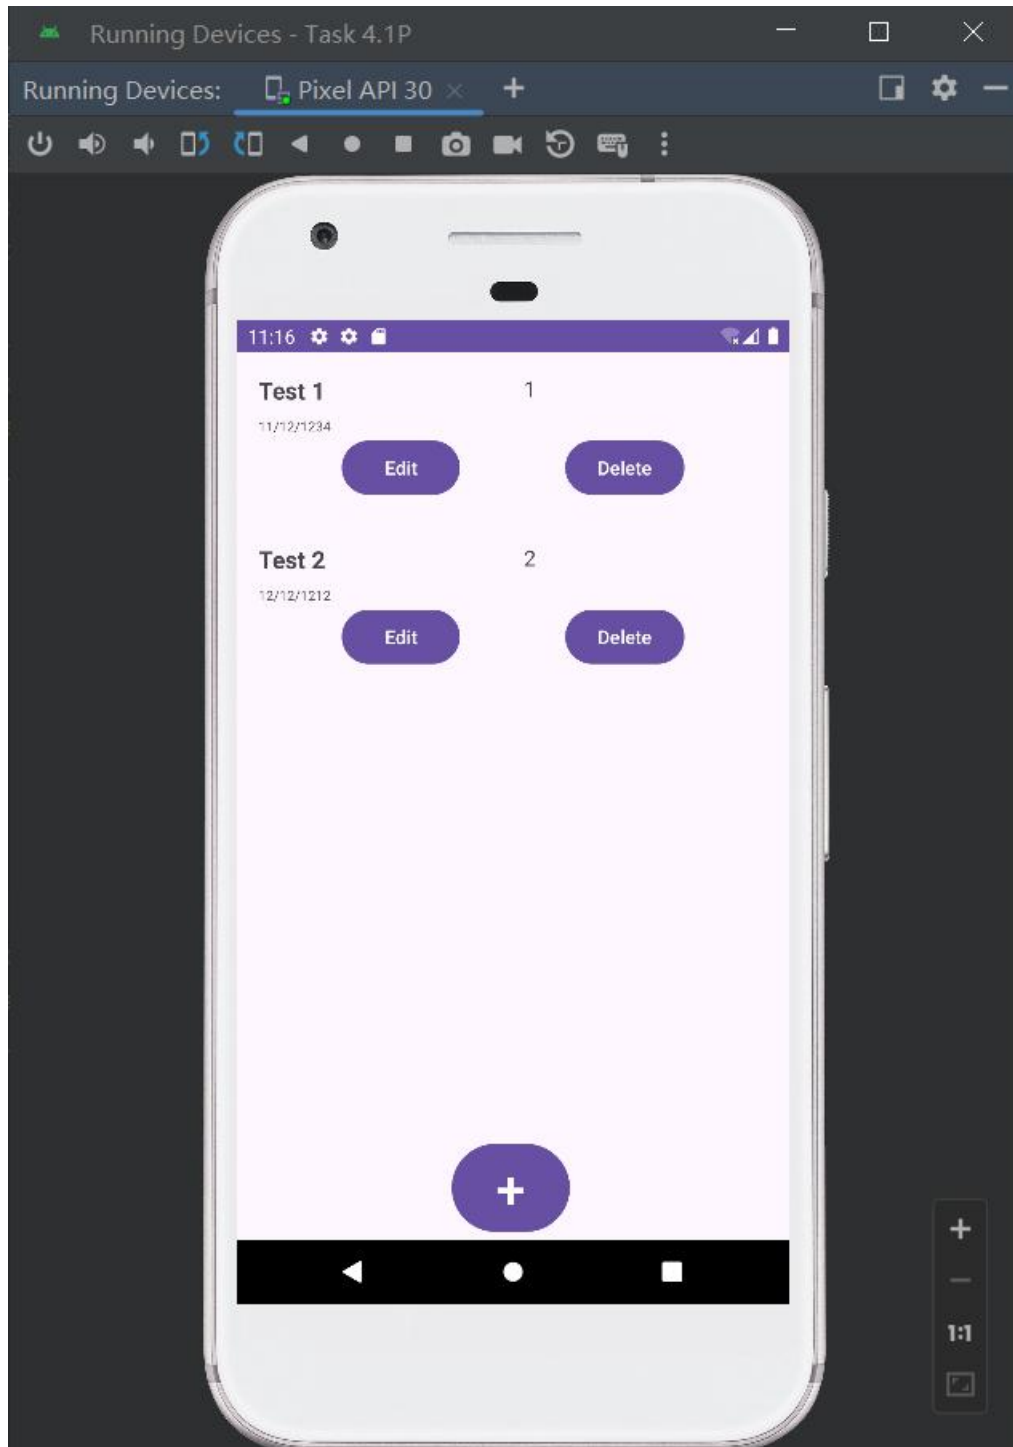 Running Devices - Task 4.1P
Running Devices: Pixel API 30
11:16
Test 1 1
11/12/1234
Edit Delete
Test 2 2
12/12/1212
Edit Delete
+
1:1